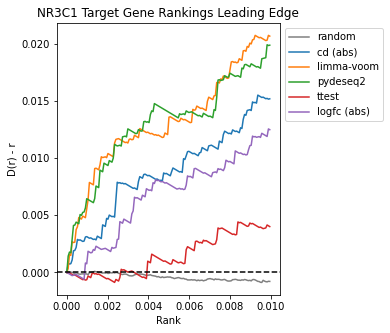 NR3C1 Target Gene Rankings Leading Edge
random
cd (abs)
limma-voom
pydeseq2
ttest
logfc (abs)
D(r) - r
0.020
0.015
0.010
0.005
0.000
0.000
0.002
0.004
0.006
0.008
0.010
Rank